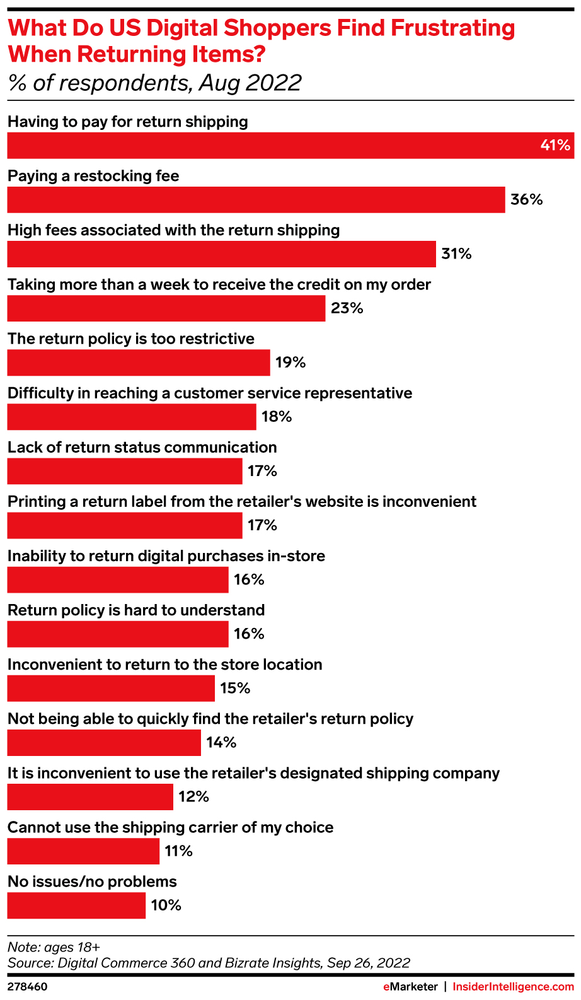 What Do US Digital Shoppers Find Frustrating
When Returning Items?
% of respondents, Aug 2022
Having to pay for return shipping
41%
Paying a restocking fee
36%
High fees associated with the return shipping
31%
Taking more than a week to receive the credit on my order
23%
The return policy is too restrictive
19%
Difficulty in reaching a customer service representative
18%
Lack of return status communication
17%
Printing a return label from the retailer's website is inconvenient
17%
Inability to return digital purchases in-store
16%
Return policy is hard to understand
16%
Inconvenient to return to the store location
15%
Not being able to quickly find the retailer's return policy
14%
It is inconvenient to use the retailer's designated shipping company
12%
Cannot use the shipping carrier of my choice
11%
No issues/no problems
10%
Note: ages 18+
Source: Digital Commerce 360 and Bizrate Insights, Sep 26, 2022
278460 eMarketer | InsiderIntelligence.com